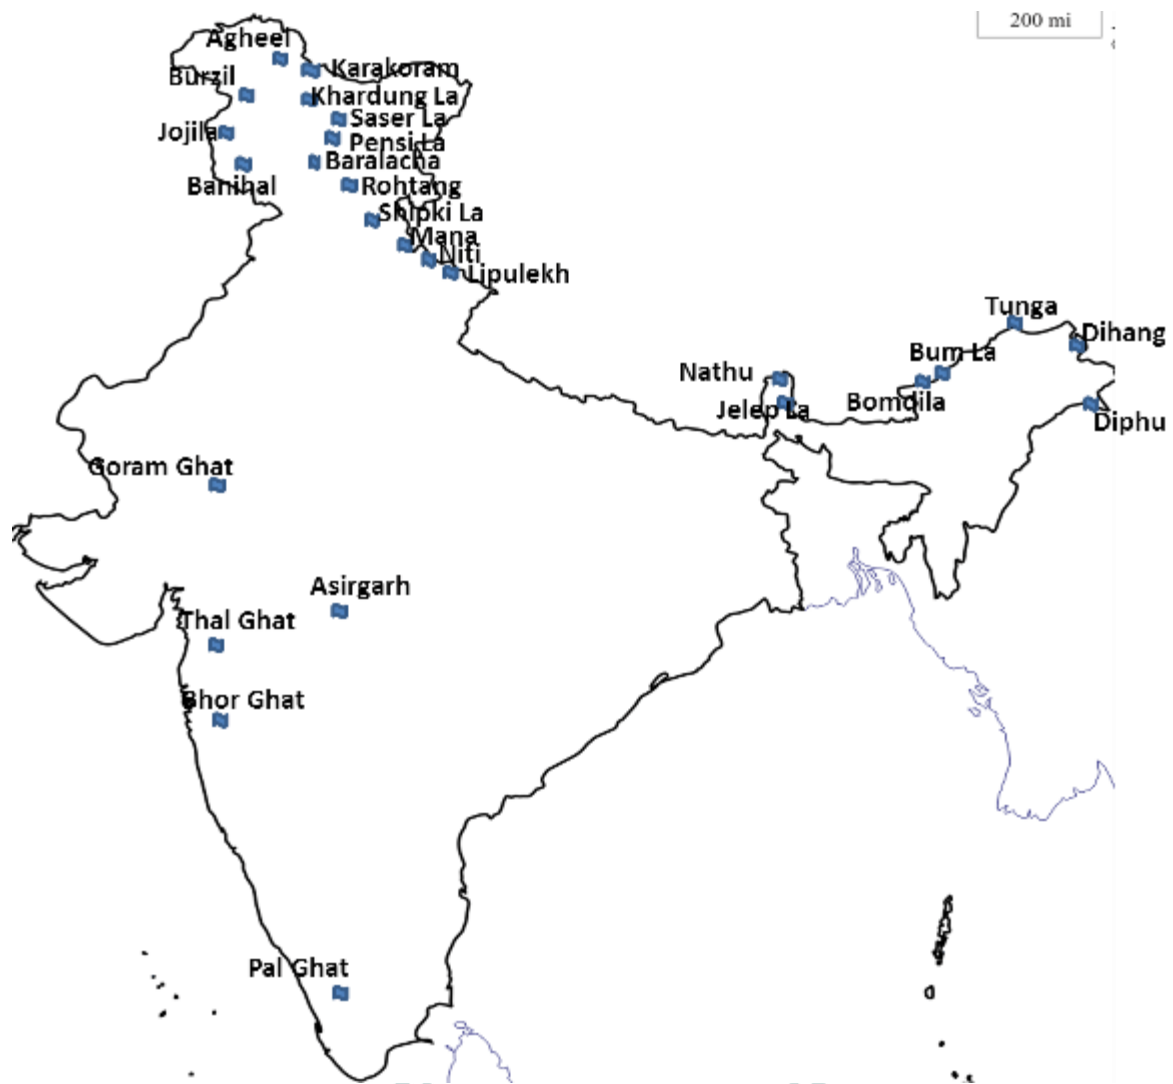 200 mi
Agheel
Karakoram
Burzil
Khardung La
Saser La
Jojila
Pensi La
Baralacha
Banihal
Rohtang
Shipki La
Mana
Niti
Lipulekh
Tunga
Dihang
Bum La
Nathu
Bomdila
Jelep La
Diphu
Goram Ghat
Asirgarh
Thal Ghat
Bhor Ghat
Pal Ghat